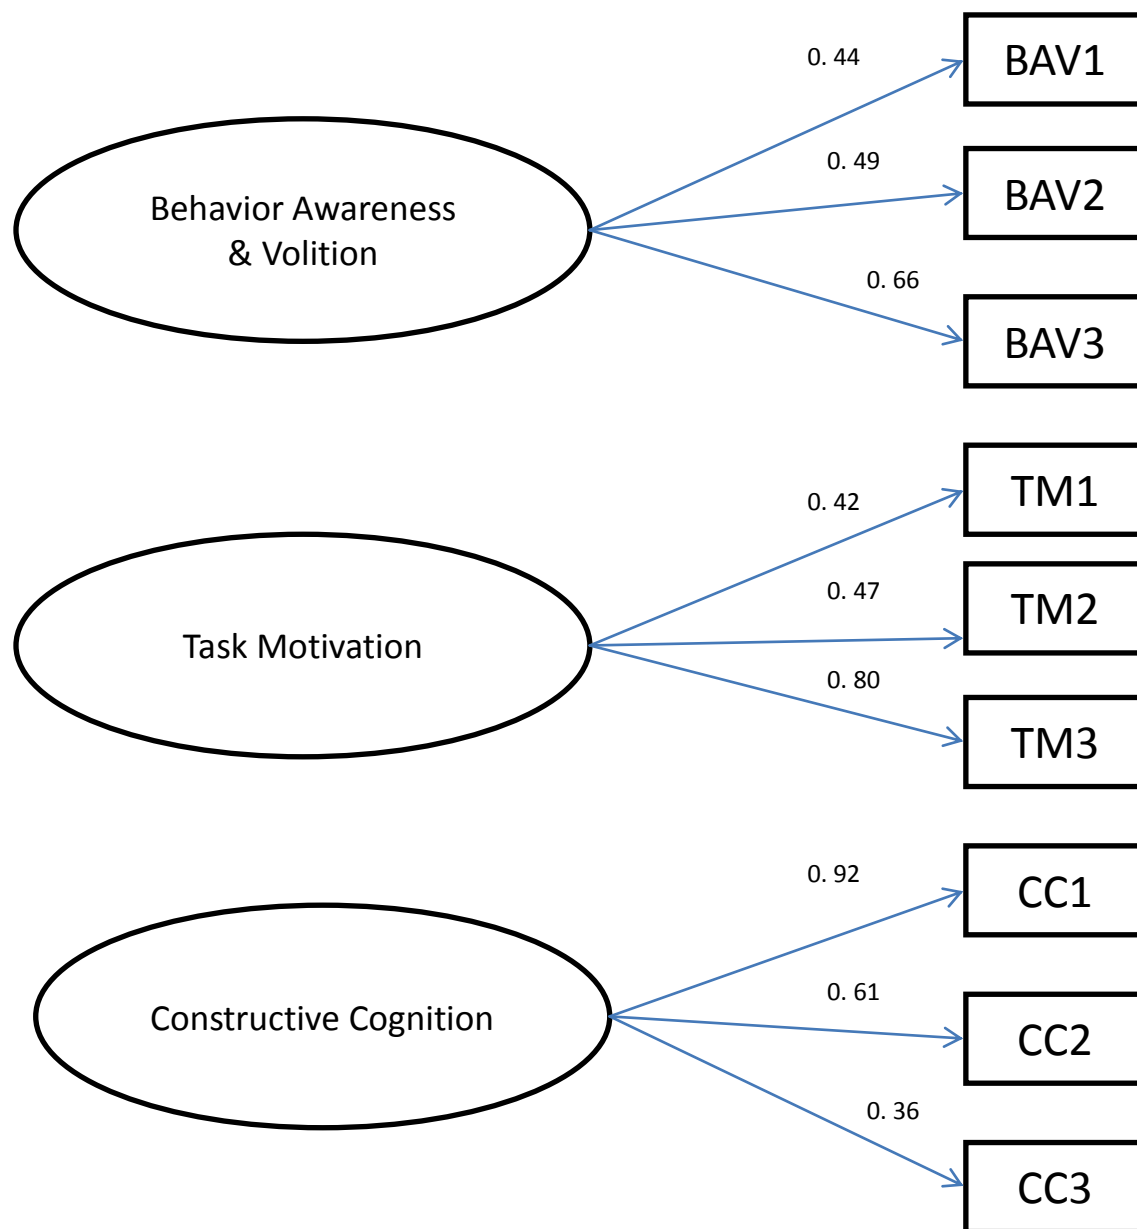 0. 44
BAV1
0. 49
BAV2
Behavior Awareness
& Volition
0. 66
BAV3
0. 42
TM1
0. 47
TM2
Task Motivation
0. 80
TM3
0. 92
CC1
0. 61
CC2
Constructive Cognition
0. 36
CC3